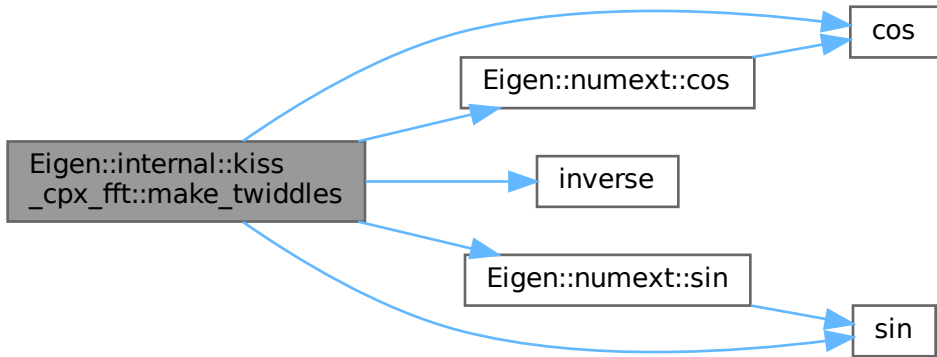 cos
Eigen::numext::cos
Eigen::internal::kiss
_cpx_fft::make_twiddles
inverse
Eigen::numext::sin
sin